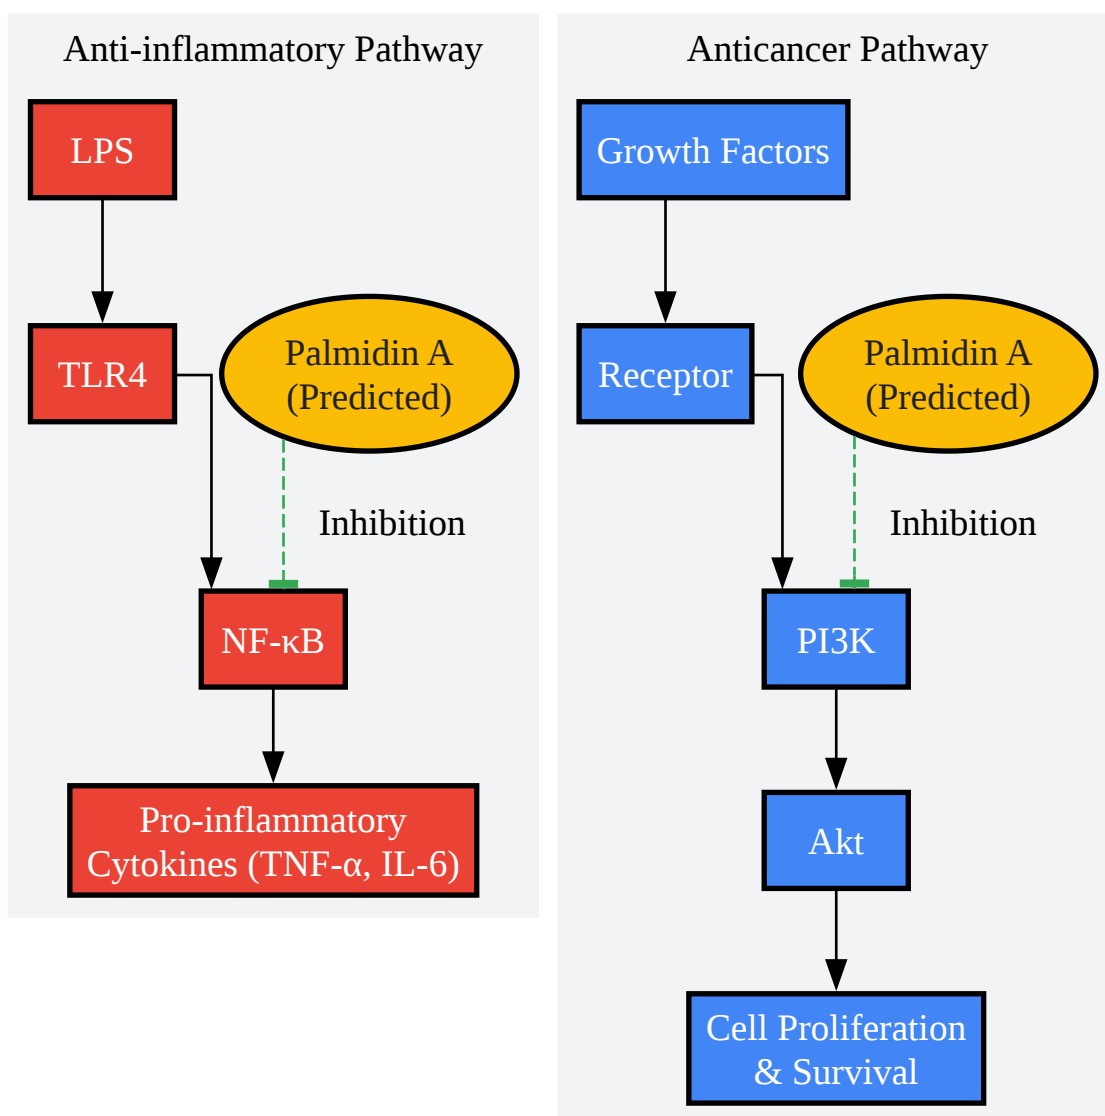 Anti-inflammatory Pathway
LPS
TLR4
Palmidin A
(Predicted)
Inhibition
NF-κB
Pro-inflammatory
Cytokines (TNF-α, IL-6)
Anticancer Pathway
Growth Factors
Receptor
Palmidin A
(Predicted)
Inhibition
PI3K
Akt
Cell Proliferation
& Survival